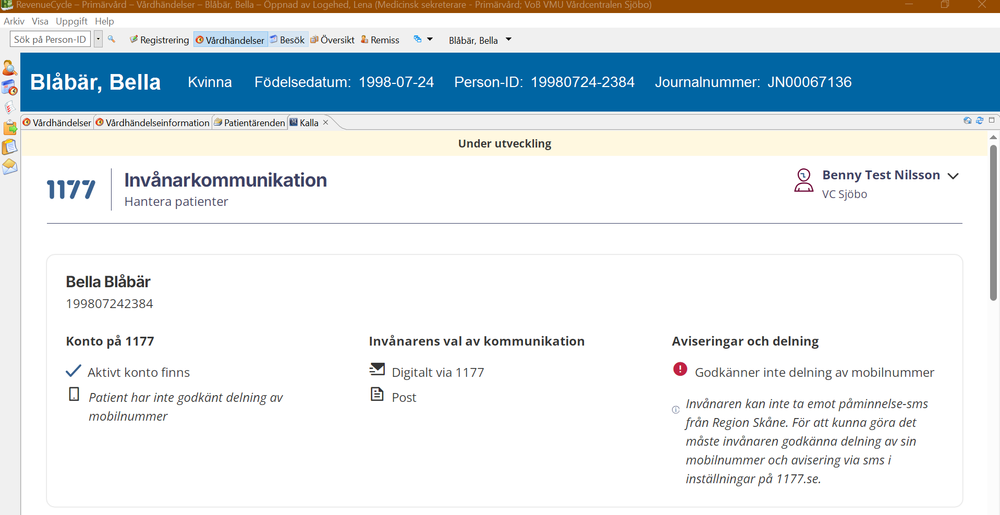 RevenueCycle – Primärvård – Vårdhändelser – Blåbär, Bella – Öppnad av Logehed, Lena (Medicinsk sekreterare - Primärvård; VoB VMU Vårdcentralen Sjöbo)
Arkiv Visa Uppgift Help
Sök på Person-ID Registrering Vårdhändelser Besök Översikt Remiss Blåbär, Bella
Blåbär, Bella Kvinna Födelsedatum: 1998-07-24 Person-ID: 19980724-2384 Journalnummer: JN00067136
Vårdhändelser Vårdhändelseinformation Patientärenden Kalla
Under utveckling
1177 Invånarkommunikation
Hantera patienter
Benny Test Nilsson
VC Sjöbo
Bella Blåbär
199807242384
Konto på 1177
Aktivt konto finns
Patient har inte godkänt delning av
mobilnummer
Invånarens val av kommunikation
Digitalt via 1177
Post
Aviseringar och delning
Godkänner inte delning av mobilnummer
Invånaren kan inte ta emot påminnelse-sms
från Region Skåne. För att kunna göra det
måste invånaren godkänna delning av sin
mobilnummer och avisering via sms i
inställningar på 1177.se.